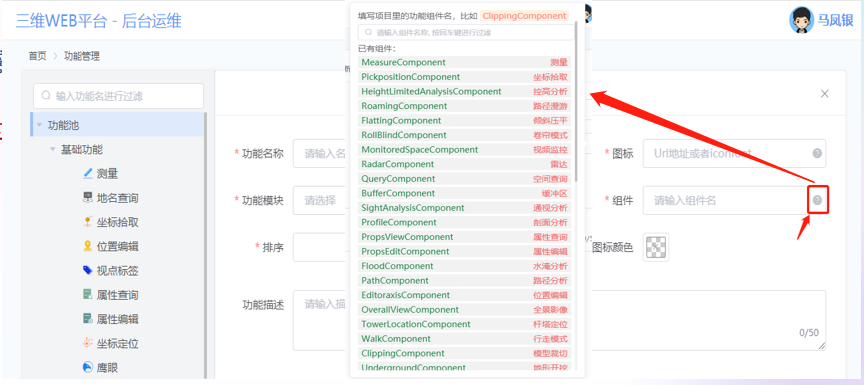 三维WEB平台 - 后台运维
马凤银
首页 > 功能管理
输入功能名进行过滤
功能池
基础功能
测量
地名查询
坐标拾取
位置编辑
视点标签
属性查询
属性编辑
坐标定位
鹰眼
* 功能名称 请输入名
* 功能模块 请选择
* 排序
功能描述 请输入描
填写项目里的功能组件名，比如 ClippingComponent
请输入组件名称, 按回车键进行过滤
已有组件：
MeasureComponent 测量
PickpositionComponent 坐标拾取
HeightLimitedAnalysisComponent 控高分析
RoamingComponent 路径漫游
FlattingComponent 倾斜压平
RollBlindComponent 卷帘模式
MonitoredSpaceComponent 视频监控
RadarComponent 雷达
QueryComponent 空间查询
BufferComponent 缓冲区
SightAnalysisComponent 通视分析
ProfileComponent 剖面分析
PropsViewComponent 属性查询
PropsEditComponent 属性编辑
FloodComponent 水淹分析
PathComponent 路径分析
EditoraxisComponent 位置编辑
OverallViewComponent 全景影像
TowerLocationComponent 杆塔定位
WalkComponent 行走模式
ClippingComponent 模型裁切
UndergroundComponent 地形开挖
* 图标 Url地址或者iconfont
* 组件 请输入组件名
图标颜色
0/50